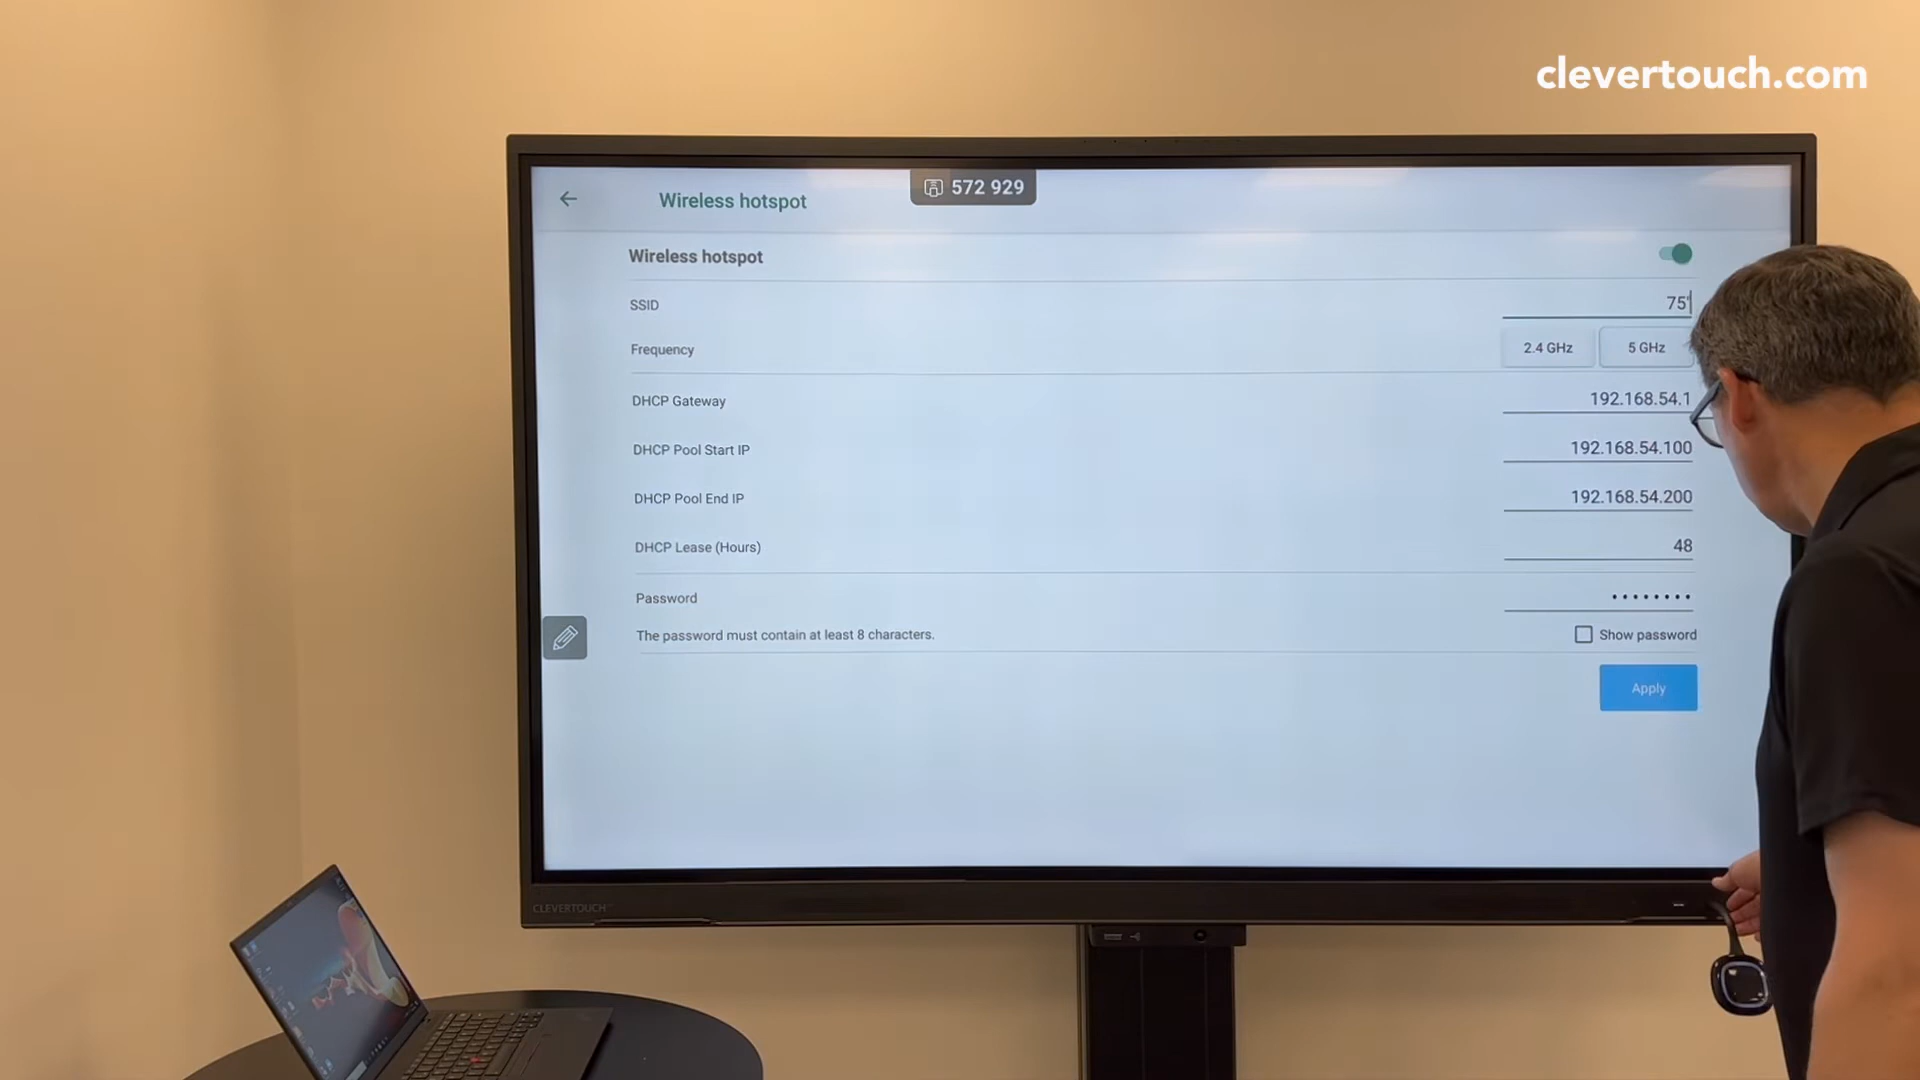 clevertouch.com
572 929
Wireless hotspot
Wireless hotspot
SSID 75'
Frequency 2.4 GHz 5 GHz
DHCP Gateway 192.168.54.1
DHCP Pool Start IP 192.168.54.100
DHCP Pool End IP 192.168.54.200
DHCP Lease (Hours) 48
Password ••••••••
The password must contain at least 8 characters. Show password
Apply
CLEVERTOUCH